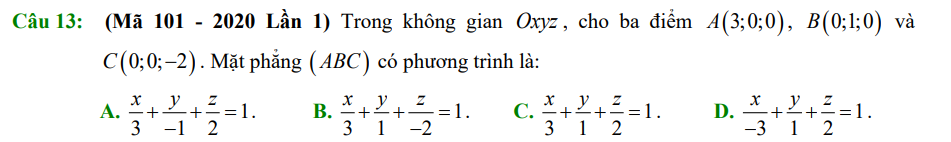 Câu 13: (Mã 101 - 2020 Lần 1) Trong không gian Oxyz, cho ba điểm A(3;0;0), B(0;1;0) và
C(0;0;−2). Mặt phẳng (ABC) có phương trình là:
A. x/3 + y/−1 + z/2 = 1. B. x/3 + y/1 + z/−2 = 1. C. x/3 + y/1 + z/2 = 1. D. x/−3 + y/1 + z/2 = 1.